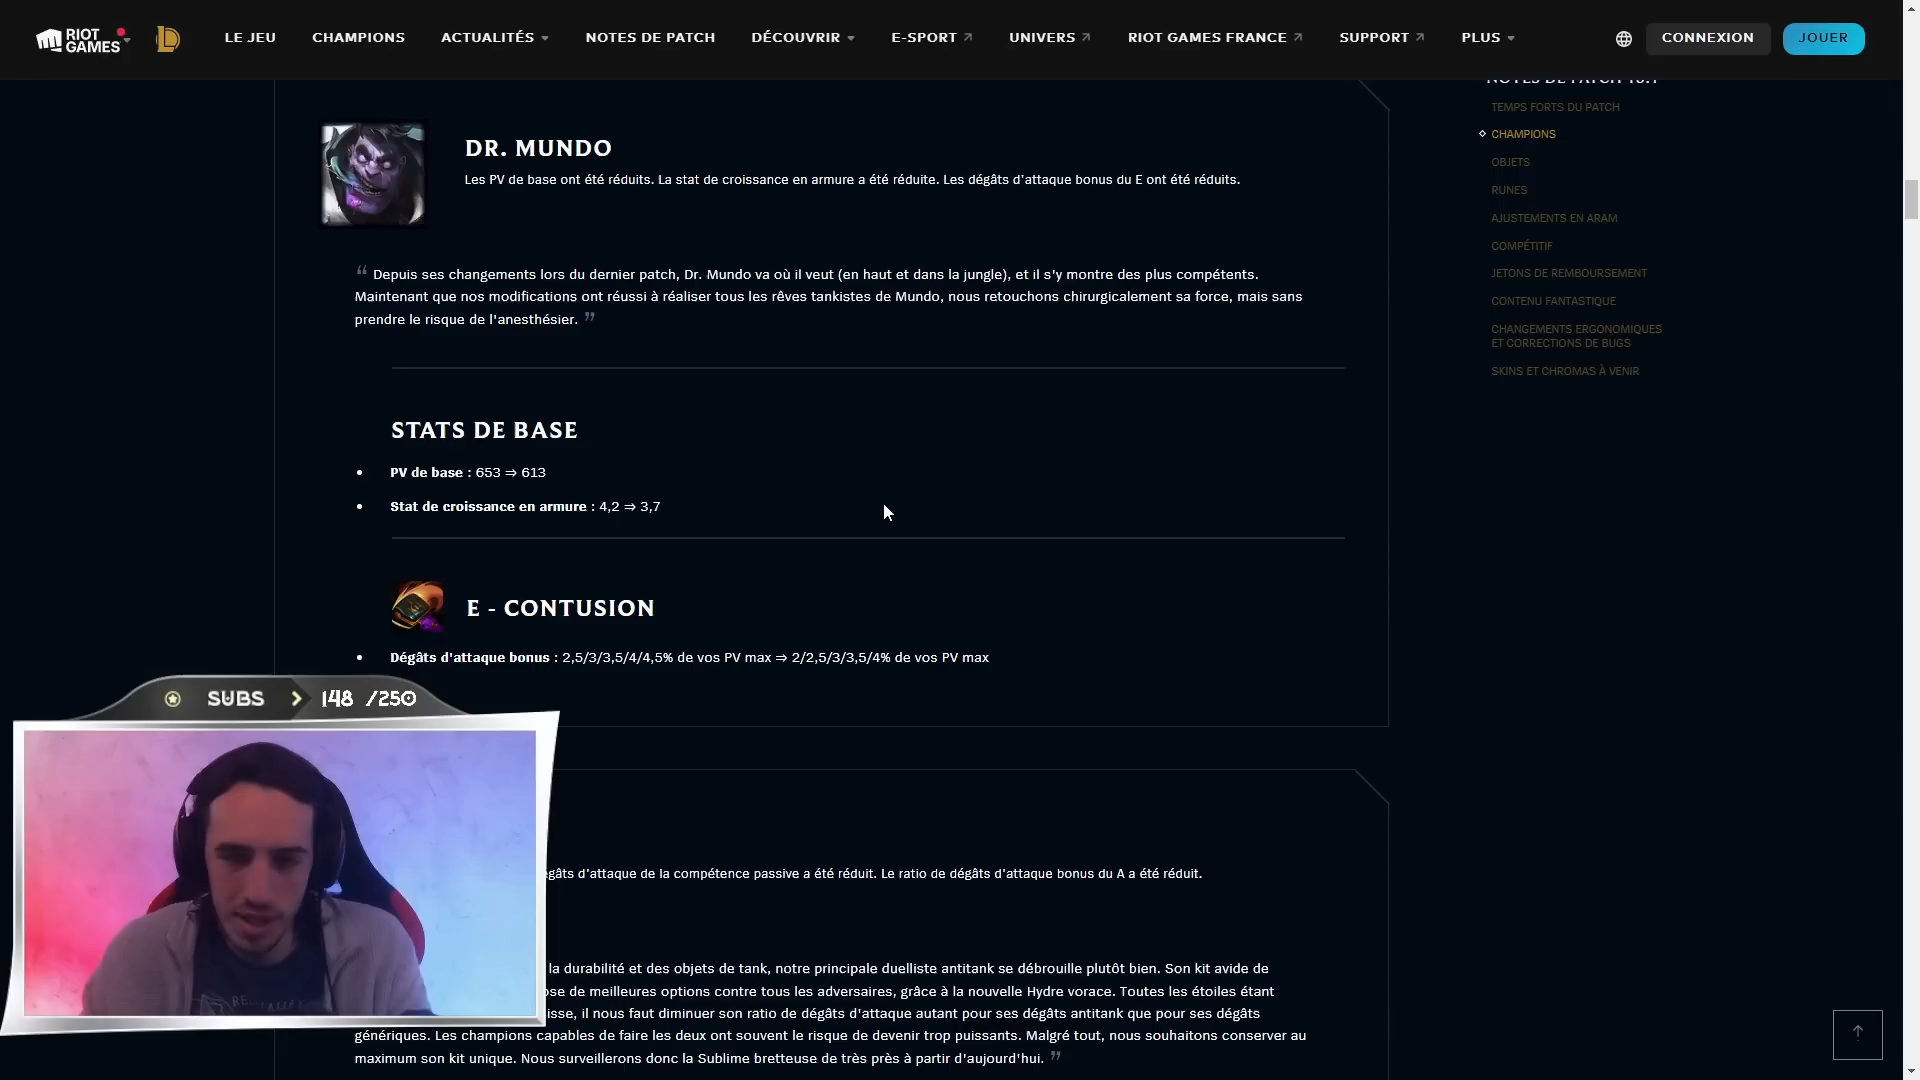 RIOT GAMES
LE JEU
CHAMPIONS
ACTUALITÉS
NOTES DE PATCH
DÉCOUVRIR
E-SPORT
UNIVERS
RIOT GAMES FRANCE
SUPPORT
PLUS
CONNEXION
JOUER
DR. MUNDO
Les PV de base ont été réduits. La stat de croissance en armure a été réduite. Les dégâts d'attaque bonus du E ont été réduits.
“ Depuis ses changements lors du dernier patch, Dr. Mundo va où il veut (en haut et dans la jungle), et il s'y montre des plus compétents.
Maintenant que nos modifications ont réussi à réaliser tous les rêves tankistes de Mundo, nous retouchons chirurgicalement sa force, mais sans
prendre le risque de l'anesthésier. ”
STATS DE BASE
• PV de base : 653 ⇒ 613
• Stat de croissance en armure : 4,2 ⇒ 3,7
E - CONTUSION
• Dégâts d'attaque bonus : 2,5/3/3,5/4/4,5% de vos PV max ⇒ 2/2,5/3/3,5/4% de vos PV max
d'attaque de la compétence passive a été réduit. Le ratio de dégâts d'attaque bonus du A a été réduit.
la durabilité et des objets de tank, notre principale duelliste antitank se débrouille plutôt bien. Son kit avide de
de meilleures options contre tous les adversaires, grâce à la nouvelle Hydre vorace. Toutes les étoiles étant
il nous faut diminuer son ratio de dégâts d'attaque autant pour ses dégâts antitank que pour ses dégâts
génériques. Les champions capables de faire les deux ont souvent le risque de devenir trop puissants. Malgré tout, nous souhaitons conserver au
maximum son kit unique. Nous surveillerons donc la Sublime bretteuse de très près à partir d'aujourd'hui. ”
TEMPS FORTS DU PATCH
CHAMPIONS
OBJETS
RUNES
AJUSTEMENTS EN ARAM
COMPÉTITIF
JETONS DE REMBOURSEMENT
CONTENU FANTASTIQUE
CHANGEMENTS ERGONOMIQUES
ET CORRECTIONS DE BUGS
SKINS ET CHROMAS À VENIR
SUBS > 148 /250